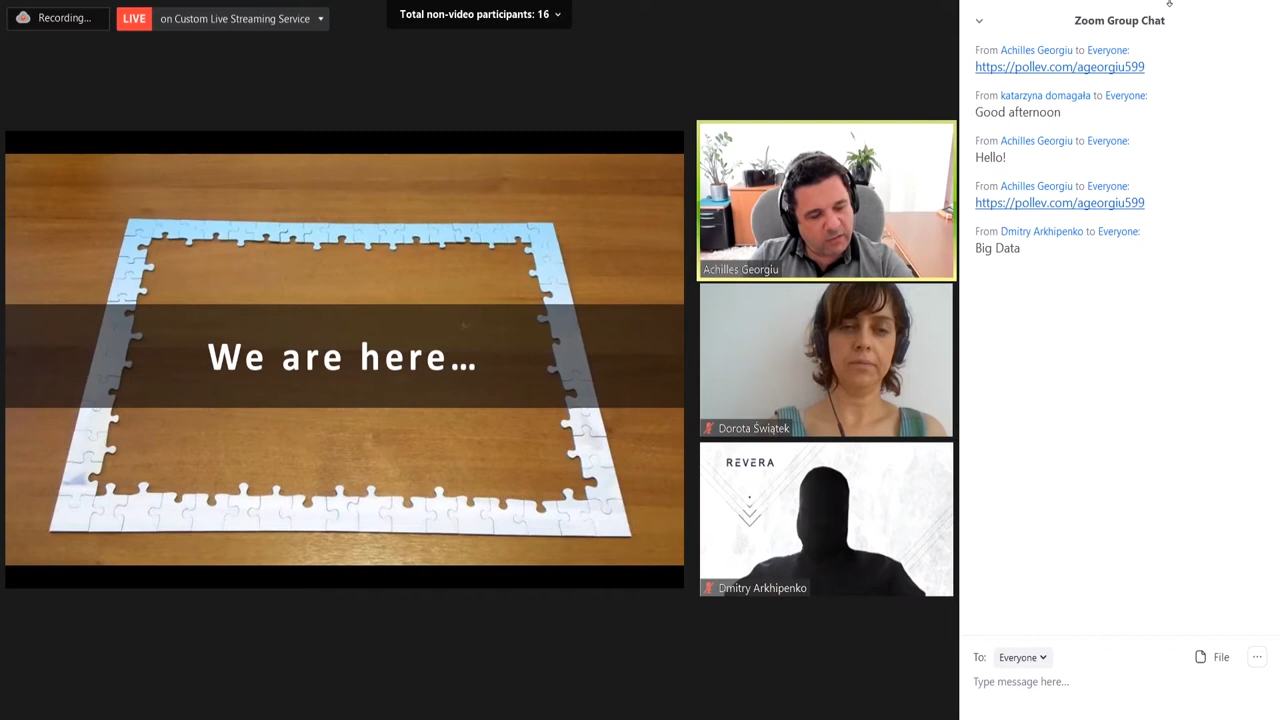 Recording...
LIVE
on Custom Live Streaming Service
Total non-video participants: 16
We are here...
Achilles Georgiu
Dorota Świątek
REVERA
Dmitry Arkhipenko
Zoom Group Chat
From Achilles Georgiu to Everyone:
https://pollev.com/ageorgiu599
From katarzyna domagała to Everyone:
Good afternoon
From Achilles Georgiu to Everyone:
Hello!
From Achilles Georgiu to Everyone:
https://pollev.com/ageorgiu599
From Dmitry Arkhipenko to Everyone:
Big Data
To: Everyone
File
...
Type message here...